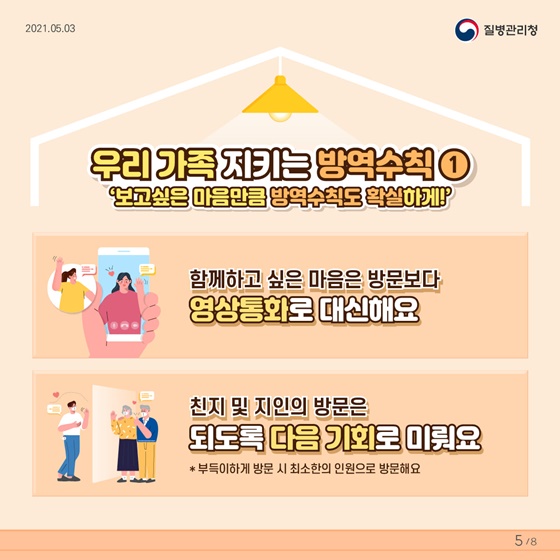 2021.05.03
질병관리청
우리 가족 지키는 방역수칙 1
'보고싶은 마음만큼 방역수칙도 확실하게!'
함께하고 싶은 마음은 방문보다
영상통화로 대신해요
친지 및 지인의 방문은
되도록 다음 기회로 미뤄요
* 부득이하게 방문 시 최소한의 인원으로 방문해요
5 / 8